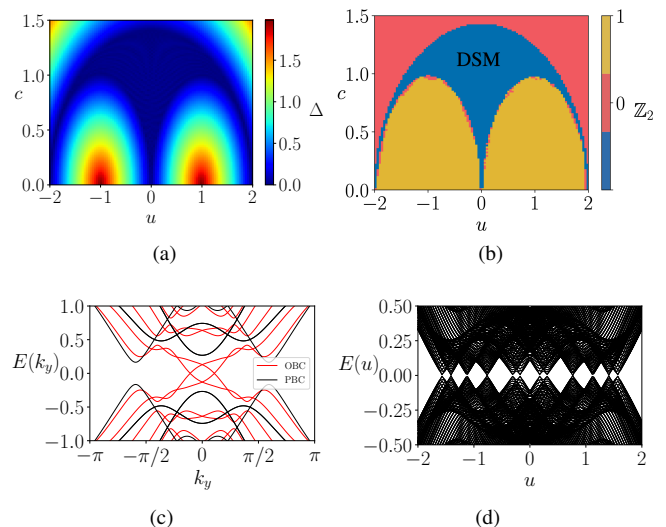 1.5
1.0
c
0.5
0.0
−2
−1
0
1
2
u
1.5
1.0
0.5
0.0
Δ
(a)
1.5
1.0
c
0.5
0.0
DSM
−2
−1
0
1
2
u
1
0
ℤ₂
(b)
1.0
0.5
E(k_y)
0.0
−0.5
−1.0
OBC
PBC
−π
−π/2
0
π/2
π
k_y
(c)
0.50
0.25
E(u)
0.00
−0.25
−0.50
−2
−1
0
1
2
u
(d)